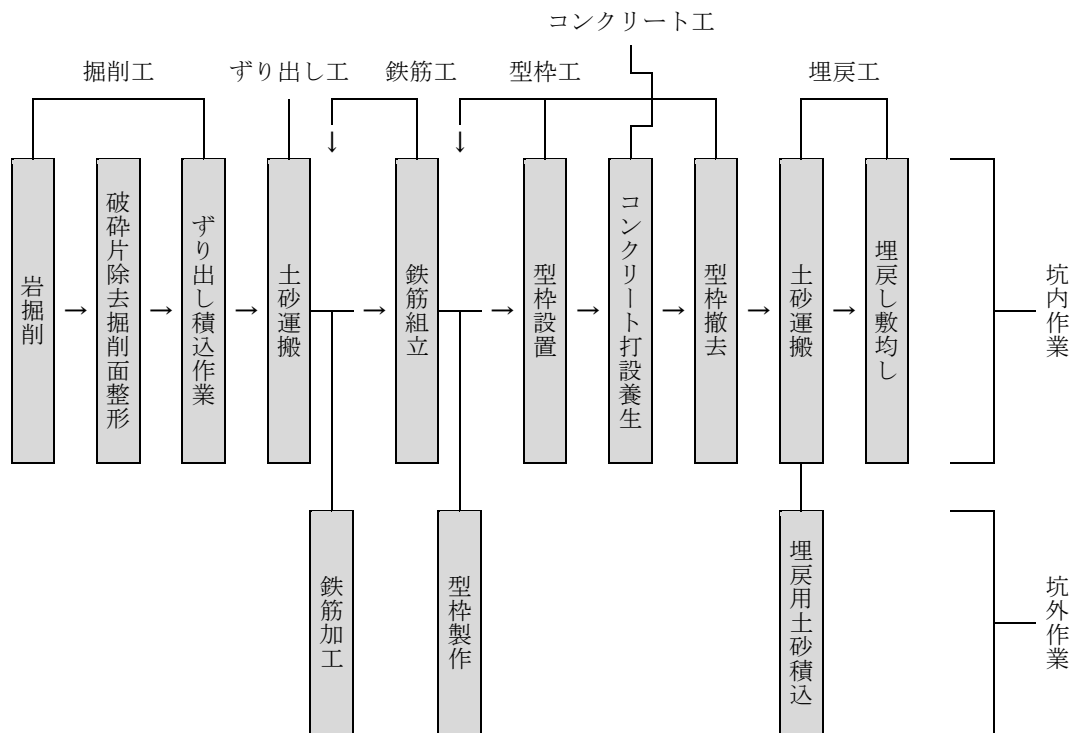 コンクリート工
掘削工
ずり出し工
鉄筋工
型枠工
埋戻工
↓
↓
岩掘削
→
破砕片除去掘削面整形
→
ずり出し積込作業
→
土砂運搬
→
鉄筋組立
→
型枠設置
→
コンクリート打設養生
→
型枠撤去
→
土砂運搬
→
埋戻し敷均し
坑内作業
鉄筋加工
型枠製作
埋戻用土砂積込
坑外作業